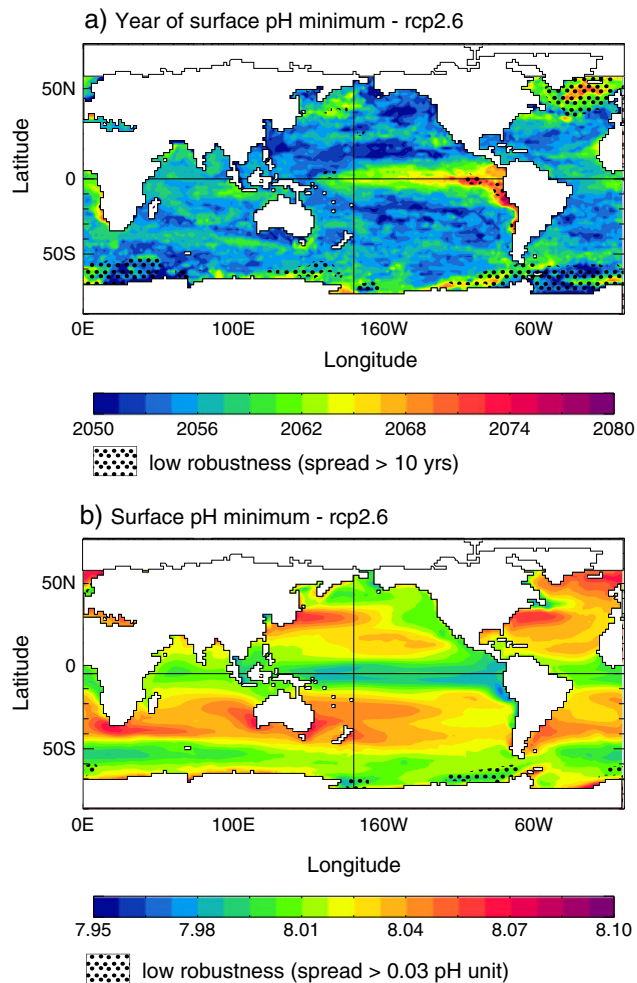 a) Year of surface pH minimum - rcp2.6
50N
0
50S
Latitude
0E 100E 160W 60W
Longitude
2050 2056 2062 2068 2074 2080
low robustness (spread > 10 yrs)
b) Surface pH minimum - rcp2.6
50N
0
50S
Latitude
0E 100E 160W 60W
Longitude
7.95 7.98 8.01 8.04 8.07 8.10
low robustness (spread > 0.03 pH unit)